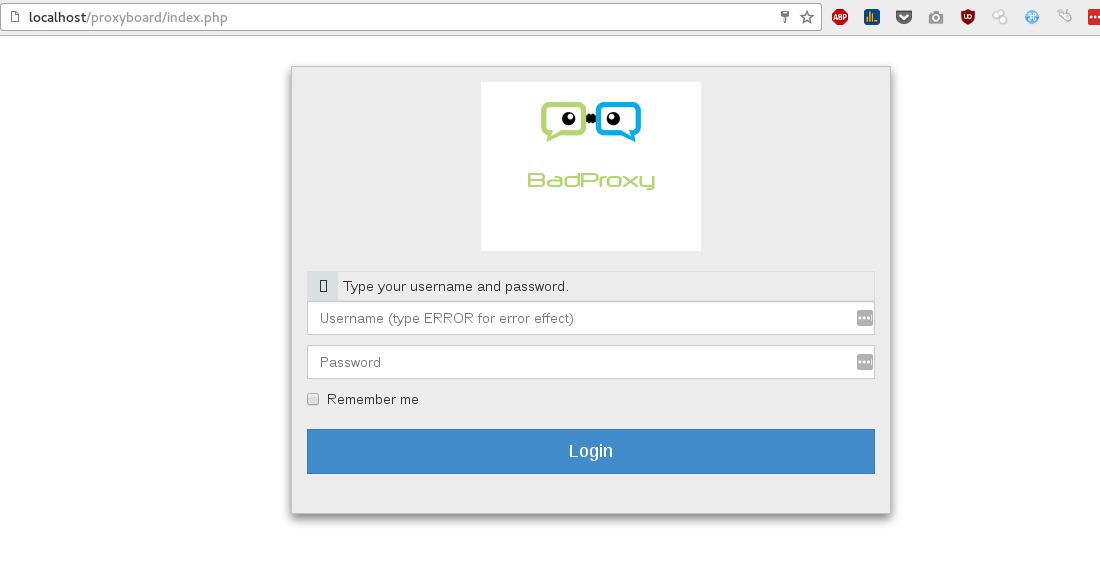 localhost/proxyboard/index.php
ABP
BadProxy
Type your username and password.
Username (type ERROR for error effect)
Password
Remember me
Login